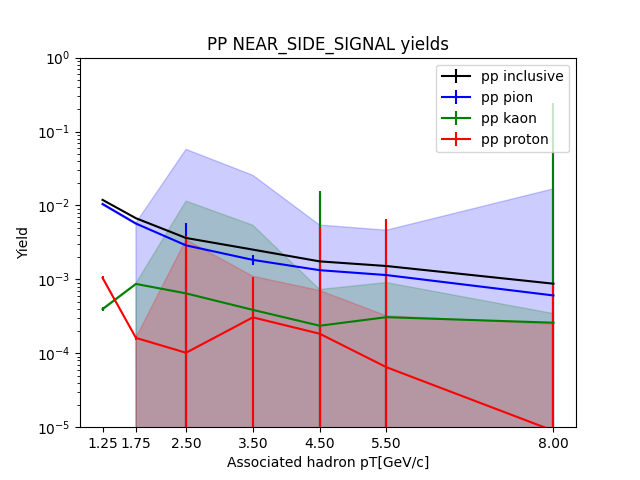 PP NEAR_SIDE_SIGNAL yields
10^0
10^-1
10^-2
10^-3
10^-4
10^-5
Yield
pp inclusive
pp pion
pp kaon
pp proton
1.25 1.75 2.50 3.50 4.50 5.50 8.00
Associated hadron pT[GeV/c]